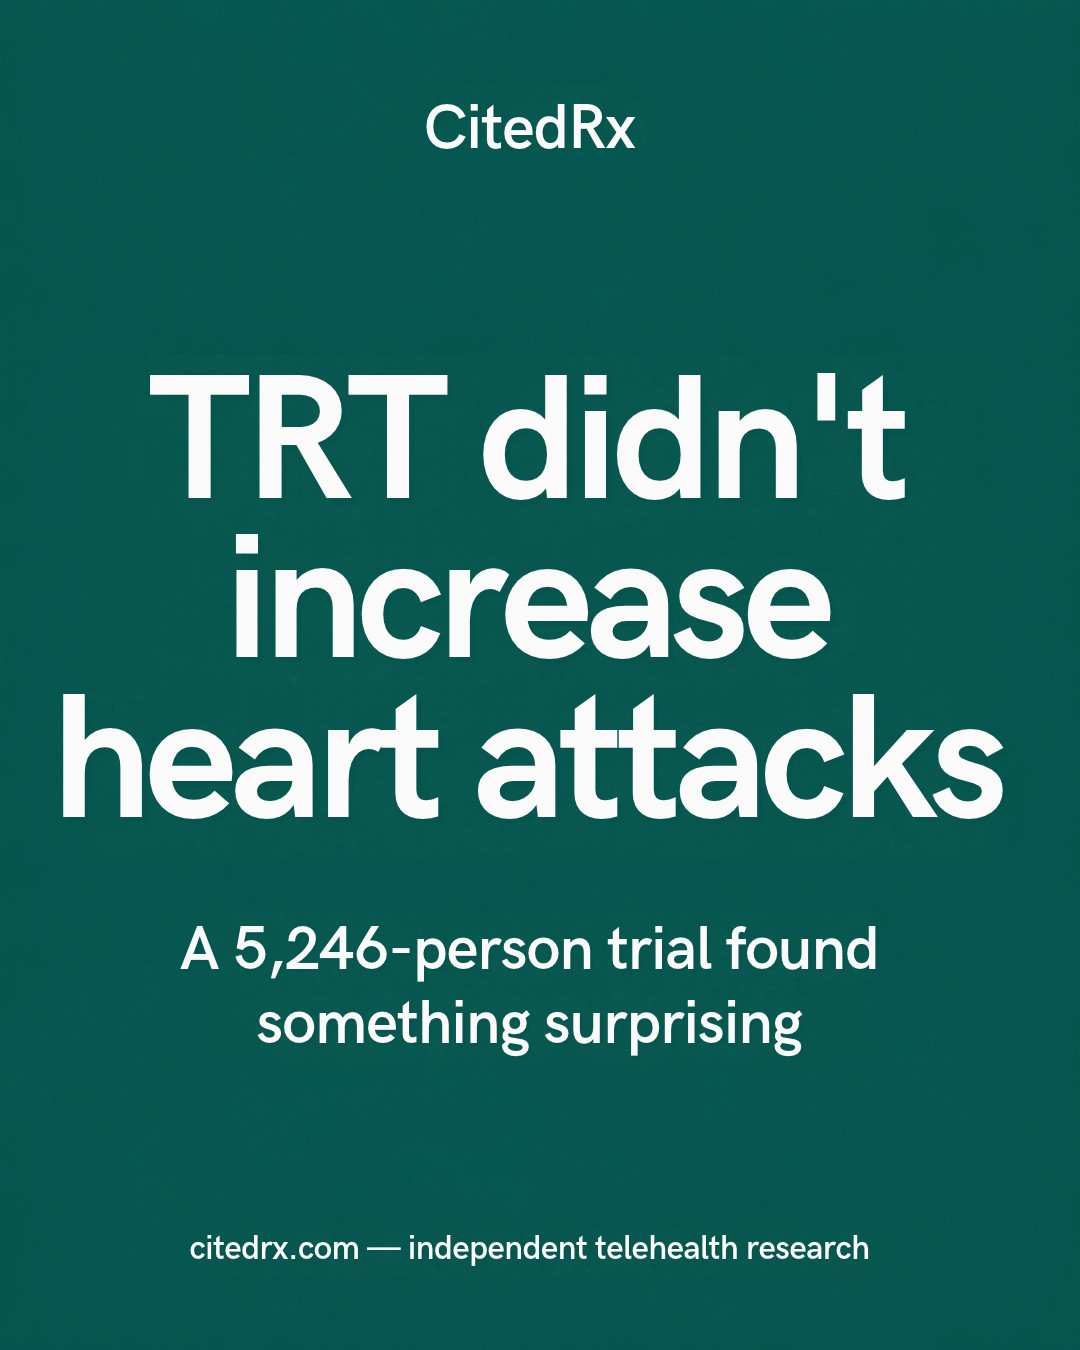 CitedRx
TRT didn't
increase
heart attacks
A 5,246-person trial found
something surprising
citedrx.com — independent telehealth research